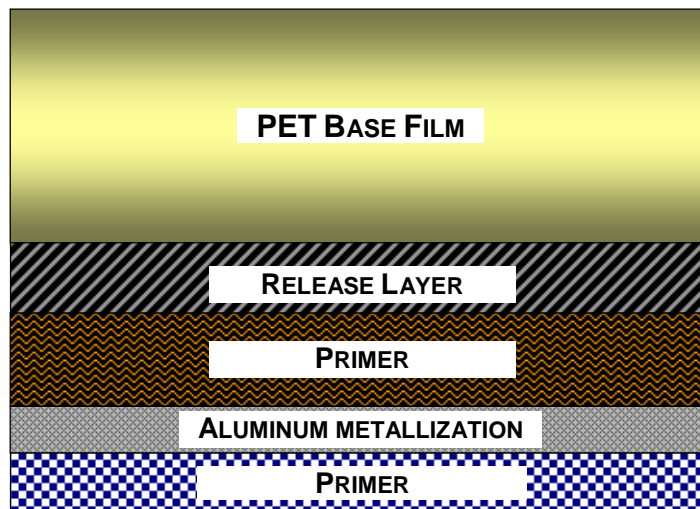 PET BASE FILM
RELEASE LAYER
PRIMER
ALUMINUM METALLIZATION
PRIMER